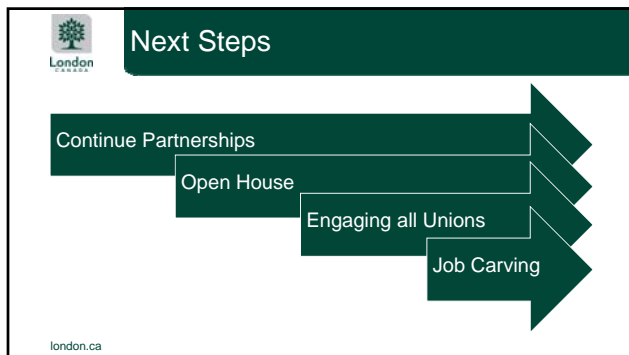 London
CANADA
Next Steps
Continue Partnerships
Open House
Engaging all Unions
Job Carving
london.ca